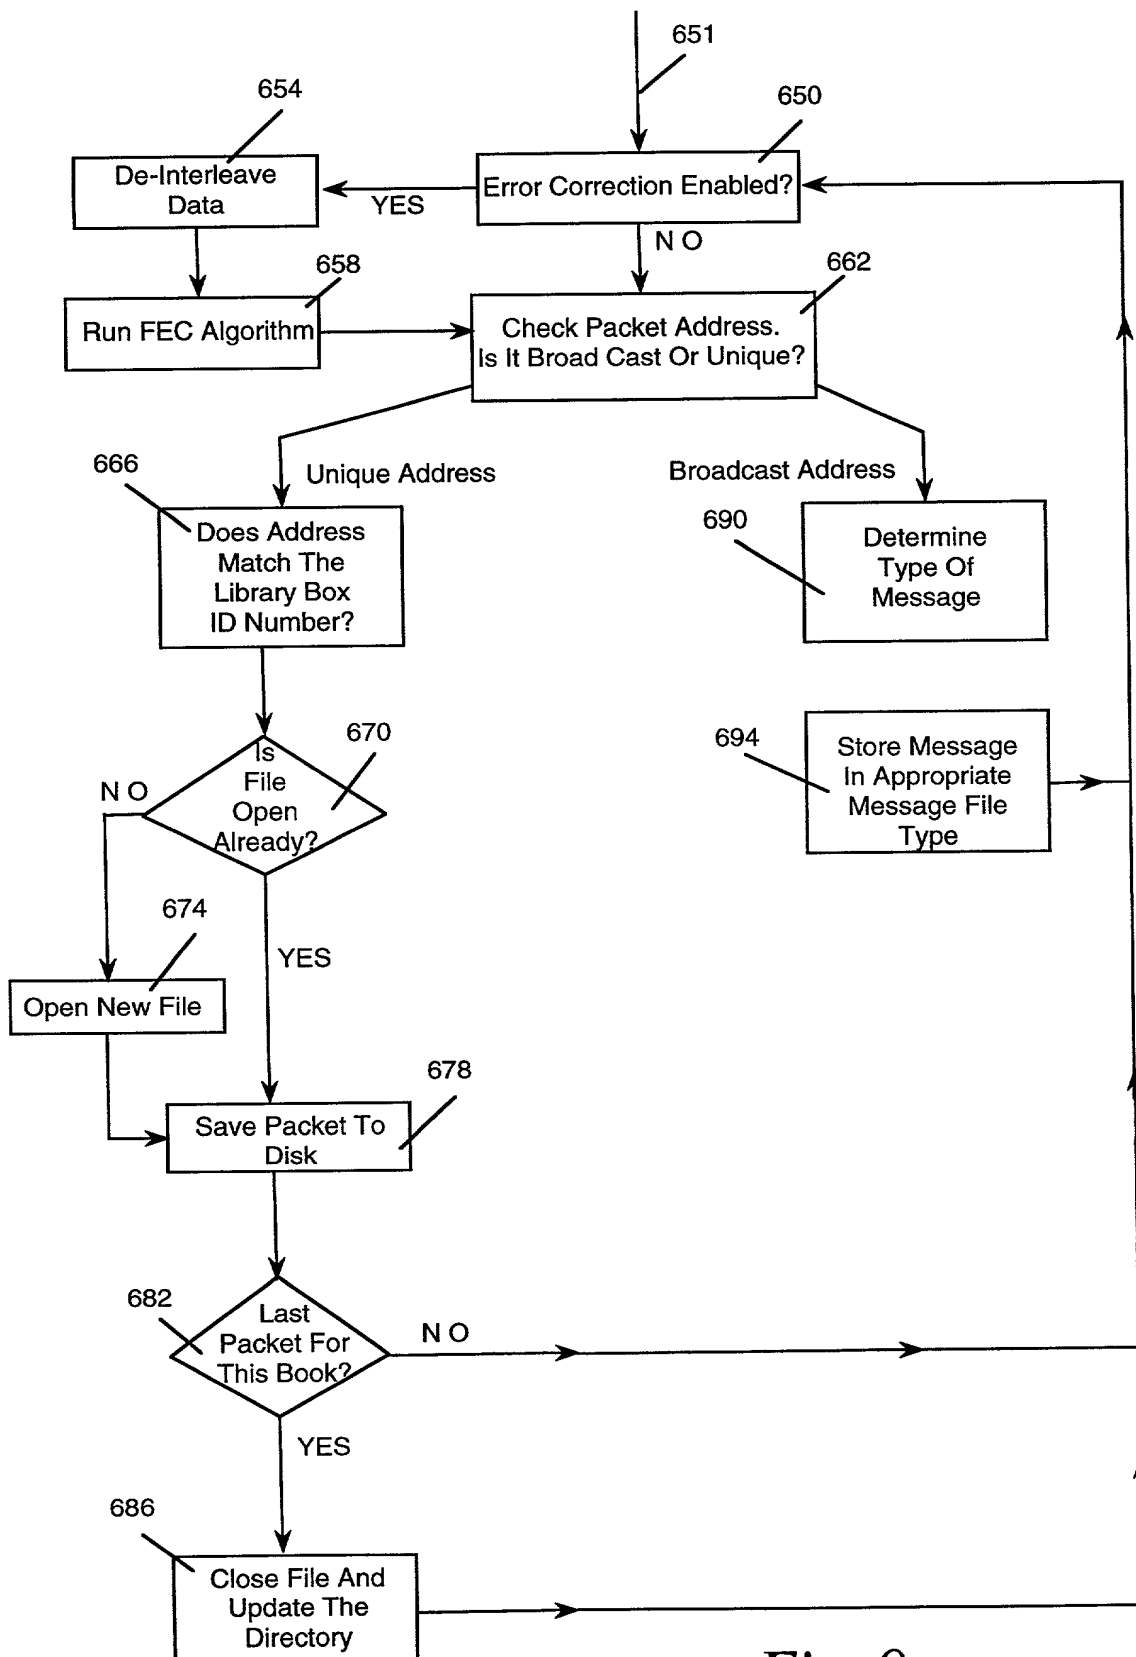 651
654
650
De-Interleave
Data
YES
Error Correction Enabled?
N O
658
662
Run FEC Algorithm
Check Packet Address.
Is It Broad Cast Or Unique?
666
Unique Address
Broadcast Address
690
Does Address
Match The
Library Box
ID Number?
Determine
Type Of
Message
670
694
Is
File
Open
Already?
N O
Store Message
In Appropriate
Message File
Type
674
YES
Open New File
678
Save Packet To
Disk
682
Last
Packet For
This Book?
N O
YES
686
Close File And
Update The
Directory